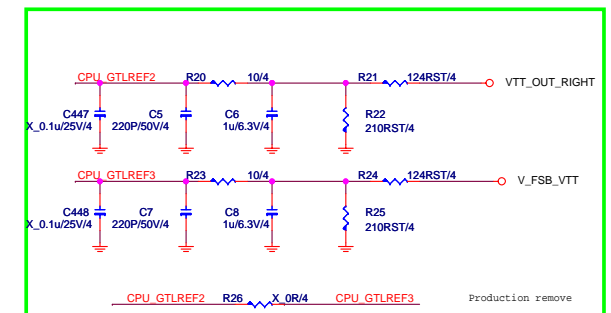 CPU_GTLREF2 R20 10/4 R21 124RST/4 VTT_OUT_RIGHT
C447 C5 C6 R22
X_0.1u/25V/4 220P/50V/4 1u/6.3V/4 210RST/4
CPU_GTLREF3 R23 10/4 R24 124RST/4 V_FSB_VTT
C448 C7 C8 R25
X_0.1u/25V/4 220P/50V/4 1u/6.3V/4 210RST/4
CPU_GTLREF2 R26 X_0R/4 CPU_GTLREF3 Production remove